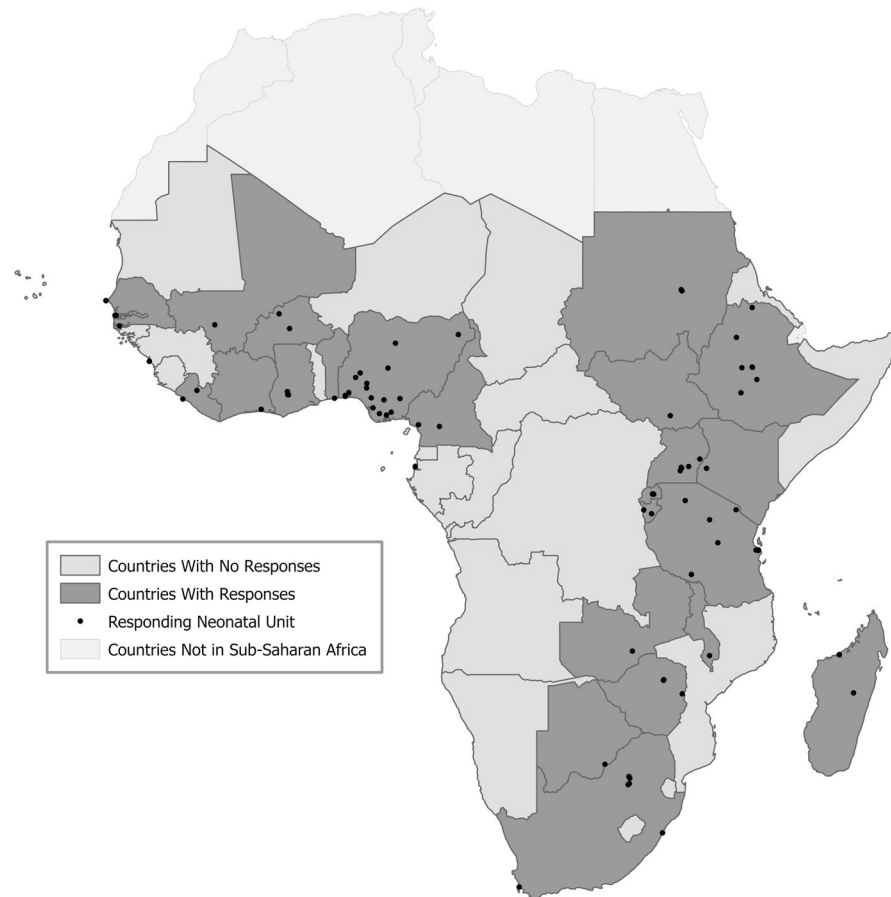 Countries With No Responses
Countries With Responses
Responding Neonatal Unit
Countries Not in Sub-Saharan Africa